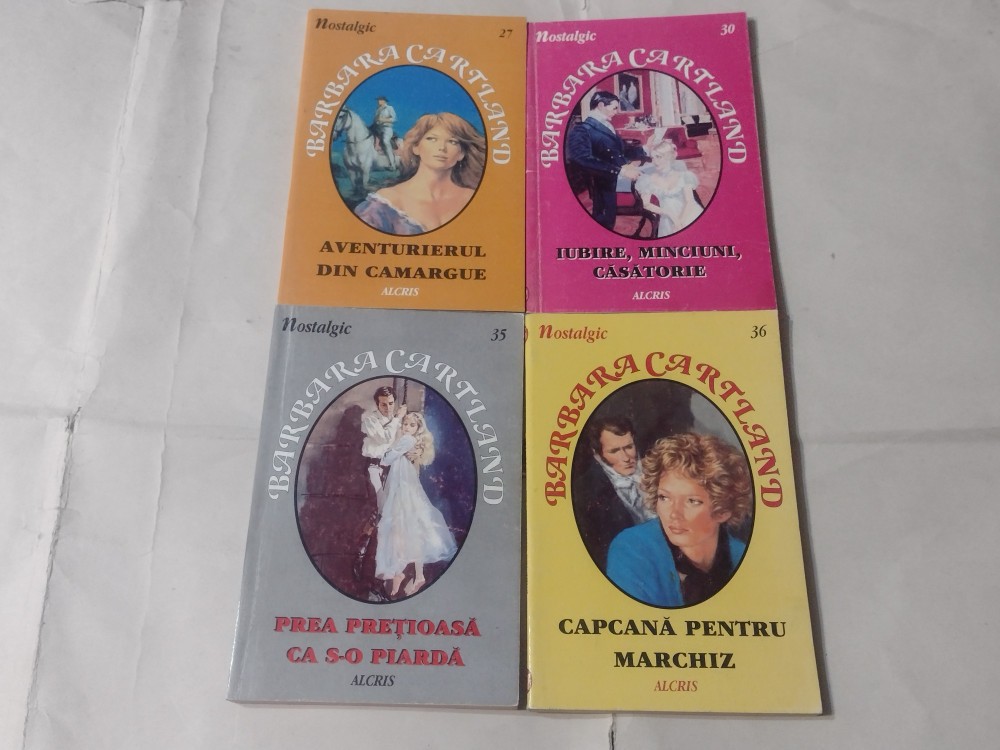 Nostalgic
27
BARBARA CARTLAND
AVENTURIERUL
DIN CAMARGUE
ALCRIS
Nostalgic
30
BARBARA CARTLAND
IUBIRE, MINCIUNI,
CĂSĂTORIE
ALCRIS
Nostalgic
35
BARBARA CARTLAND
PREA PREŢIOASĂ
CA S-O PIARDĂ
ALCRIS
Nostalgic
36
BARBARA CARTLAND
CAPCANĂ PENTRU
MARCHIZ
ALCRIS